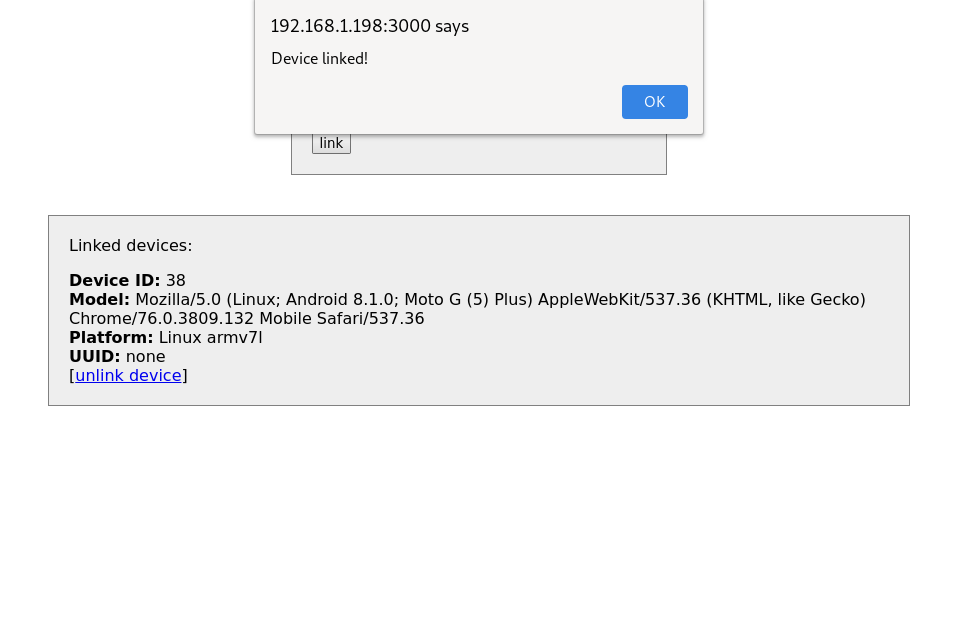 192.168.1.198:3000 says
Device linked!
OK
link
Linked devices:
Device ID: 38
Model: Mozilla/5.0 (Linux; Android 8.1.0; Moto G (5) Plus) AppleWebKit/537.36 (KHTML, like Gecko)
Chrome/76.0.3809.132 Mobile Safari/537.36
Platform: Linux armv7l
UUID: none
[unlink device]